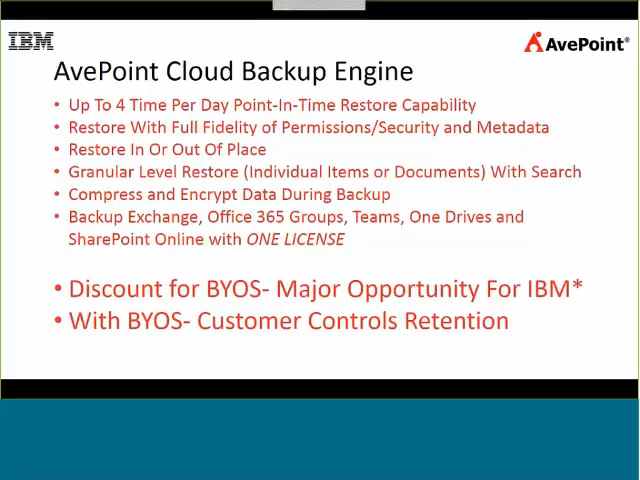 IBM
AvePoint®
AvePoint Cloud Backup Engine
• Up To 4 Time Per Day Point-In-Time Restore Capability
• Restore With Full Fidelity of Permissions/Security and Metadata
• Restore In Or Out Of Place
• Granular Level Restore (Individual Items or Documents) With Search
• Compress and Encrypt Data During Backup
• Backup Exchange, Office 365 Groups, Teams, One Drives and
SharePoint Online with ONE LICENSE
• Discount for BYOS- Major Opportunity For IBM*
• With BYOS- Customer Controls Retention